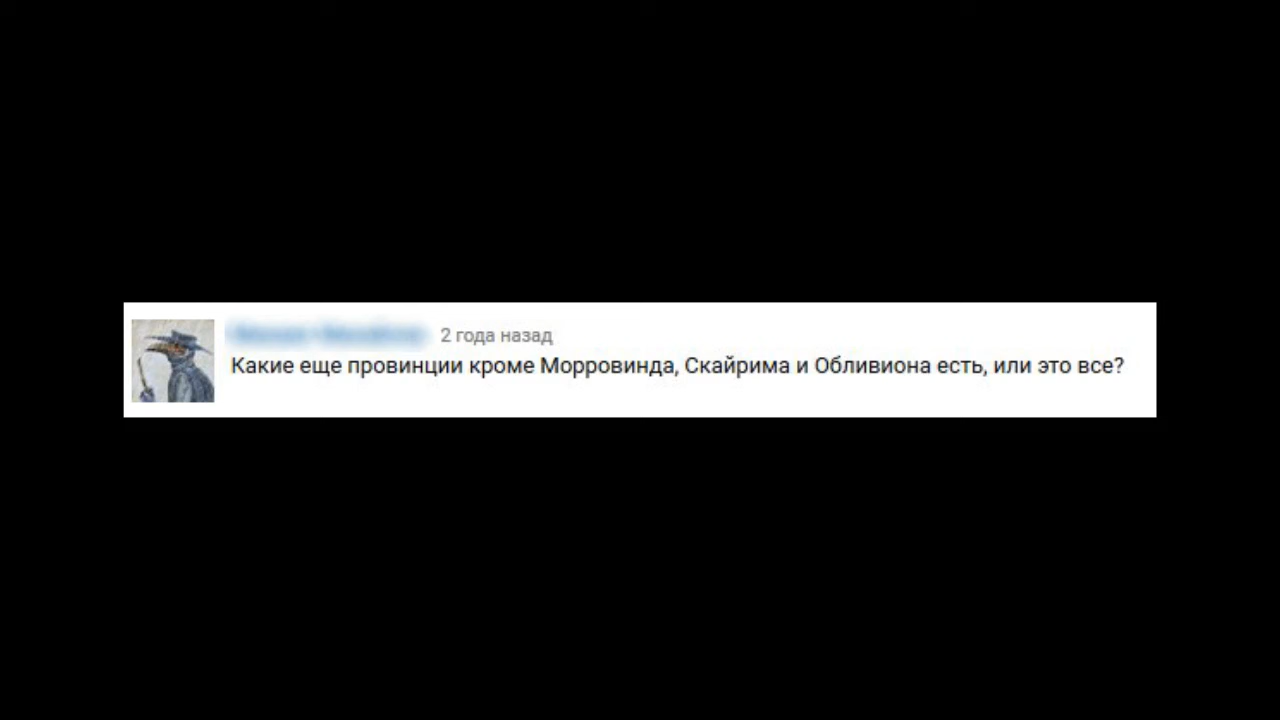 2 года назад
Какие еще провинции кроме Морровинда, Скайрима и Обливиона есть, или это все?